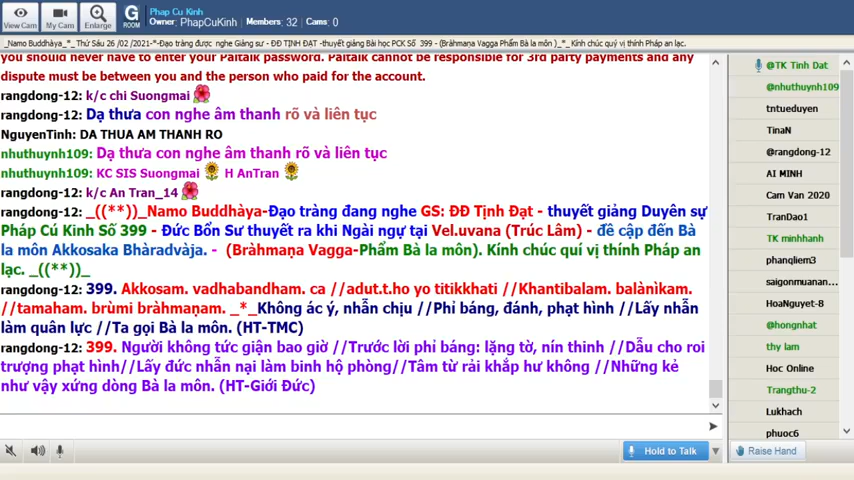 Phap Cu Kinh
Owner: PhapCuKinh Members: 32 Cams: 0
View Cam
My Cam
Enlarge
G
ROOM
_Namo Buddhàya_*_ Thứ Sáu 26 /02 /2021-*-Đạo tràng được nghe Giảng sư - ĐĐ TỊNH ĐẠT -thuyết giảng Bài học PCK Số 399 - (Bràhmaṇa Vagga Phẩm Bà la môn )_*_ Kính chúc quý vị thính Pháp an lạc.
you should never have to enter your Paltalk password. Paltalk cannot be responsible for 3rd party payments and any
dispute must be between you and the person who paid for the account.
rangdong-12: k/c chi Suongmai
rangdong-12: Dạ thưa con nghe âm thanh rõ và liên tục
NguyenTinh: DA THUA AM THANH RO
nhuthuynh109: Dạ thưa con nghe âm thanh rõ và liên tục
nhuthuynh109: KC SIS Suongmai H AnTran
rangdong-12: k/c An Tran_14
rangdong-12: _((**))_Namo Buddhàya-Đạo tràng đang nghe GS: ĐĐ Tịnh Đạt - thuyết giảng Duyên sự
Pháp Cú Kinh Số 399 - Đức Bổn Sư thuyết ra khi Ngài ngự tại Vel.uvana (Trúc Lâm) - đề cập đến Bà
la môn Akkosaka Bhàradvàja. - (Bràhmaṇa Vagga-Phẩm Bà la môn). Kính chúc quí vị thính Pháp an
lạc. _((**))_
rangdong-12: 399. Akkosam. vadhabandham. ca //adut.t.ho yo titikkhati //Khantibalam. balànìkam.
//tamaham. brùmi bràhmaṇam. _*_Không ác ý, nhẫn chịu //Phỉ báng, đánh, phạt hình //Lấy nhẫn
làm quân lực //Ta gọi Bà la môn. (HT-TMC)
rangdong-12: 399. Người không tức giận bao giờ //Trước lời phỉ báng: lặng tờ, nín thinh //Dẫu cho roi
trượng phạt hình//Lấy đức nhẫn nại làm binh hộ phòng//Tâm từ rải khắp hư không //Những kẻ
như vậy xứng dòng Bà la môn. (HT-Giới Đức)
@TK Tinh Dat
@nhuthuynh109
tntueduyen
TinaN
@rangdong-12
AI MINH
Cam Van 2020
TranDao1
TK minhhanh
phanqliem3
saigonmuanan...
HoaNguyet-8
@hongnhat
thy lam
Hoc Online
Trangthu-2
Lukhach
phuoc6
Hold to Talk
Raise Hand